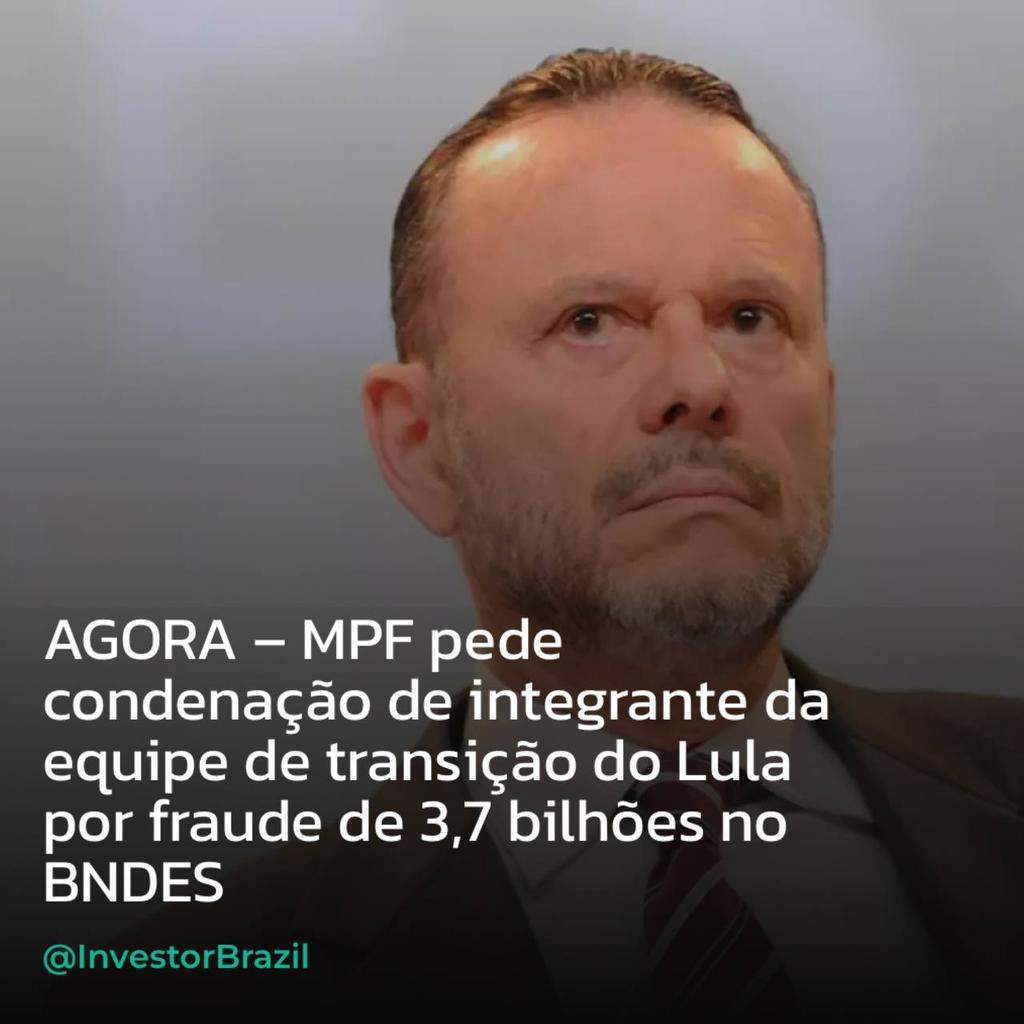 AGORA – MPF pede
condenação de integrante da
equipe de transição do Lula
por fraude de 3,7 bilhões no
BNDES
@InvestorBrazil